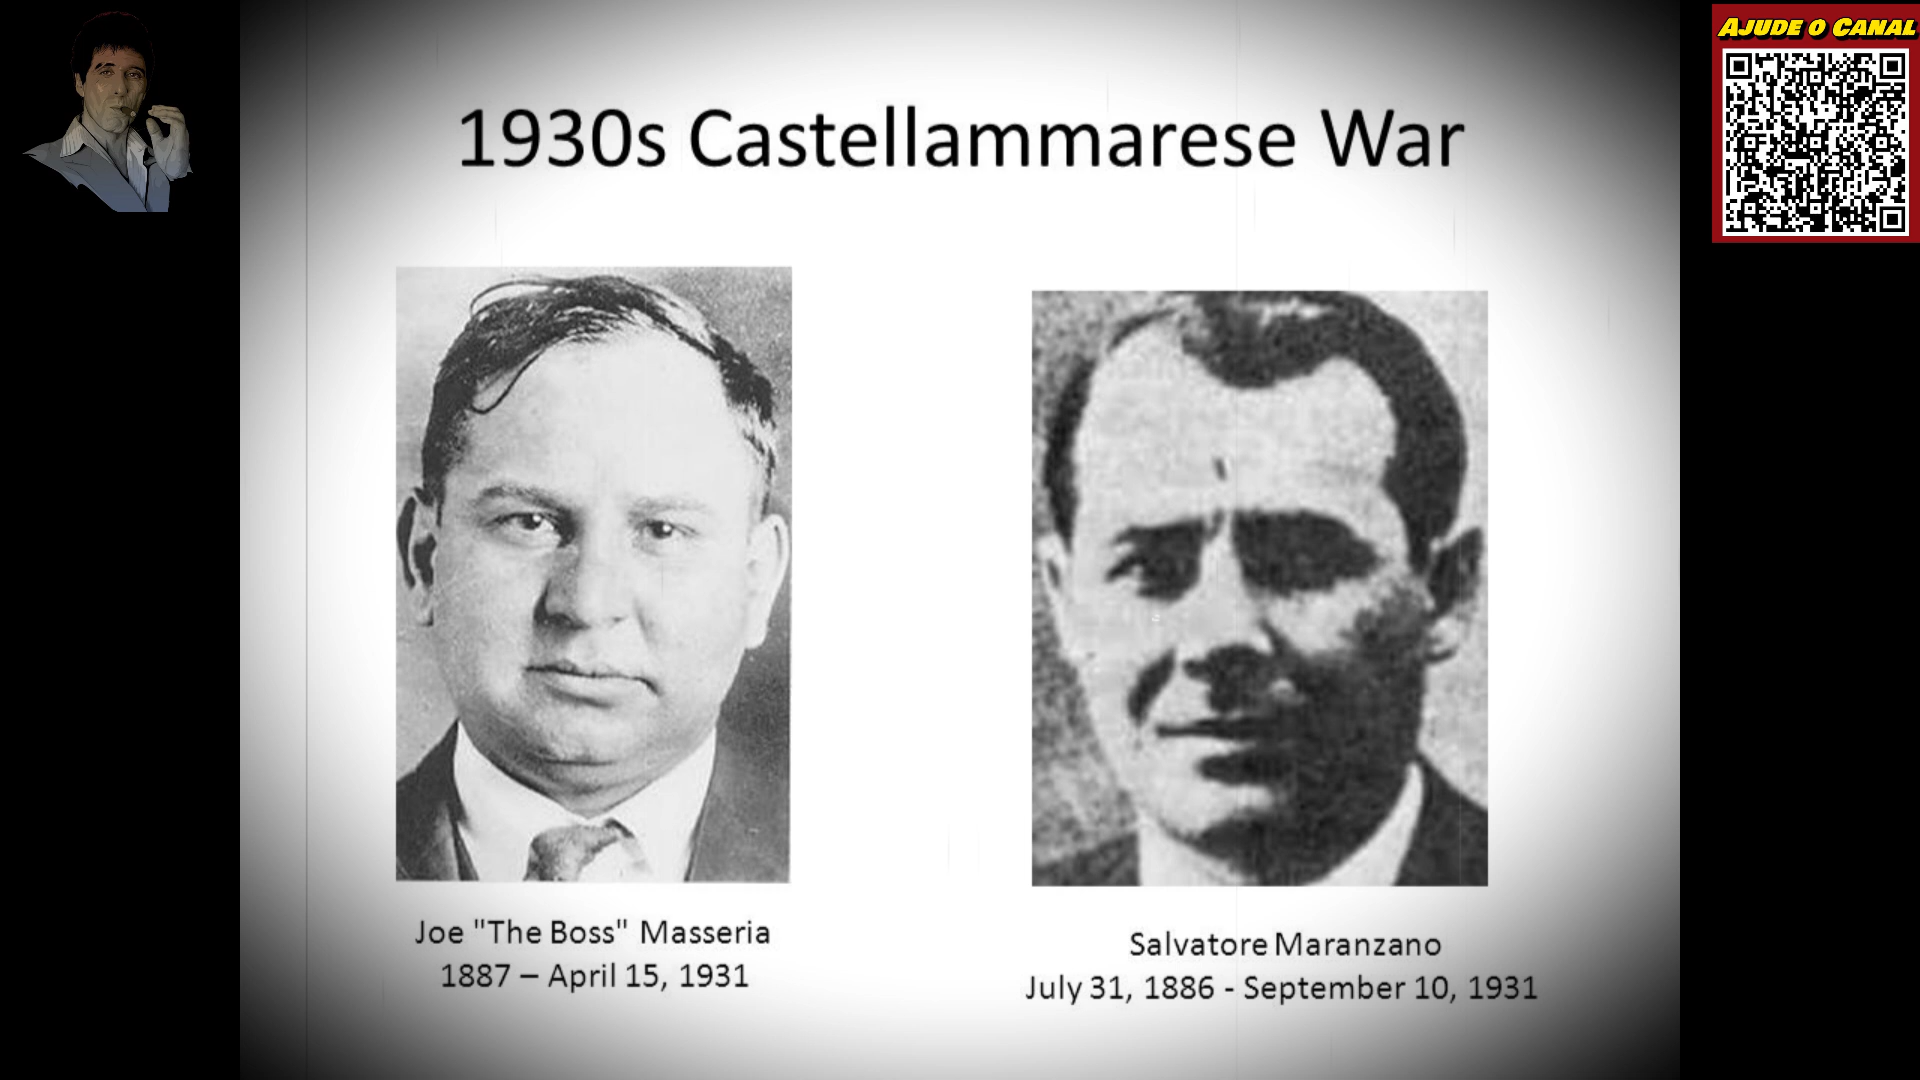 AJUDE O CANAL
1930s Castellammarese War
Joe "The Boss" Masseria
1887 – April 15, 1931
Salvatore Maranzano
July 31, 1886 - September 10, 1931